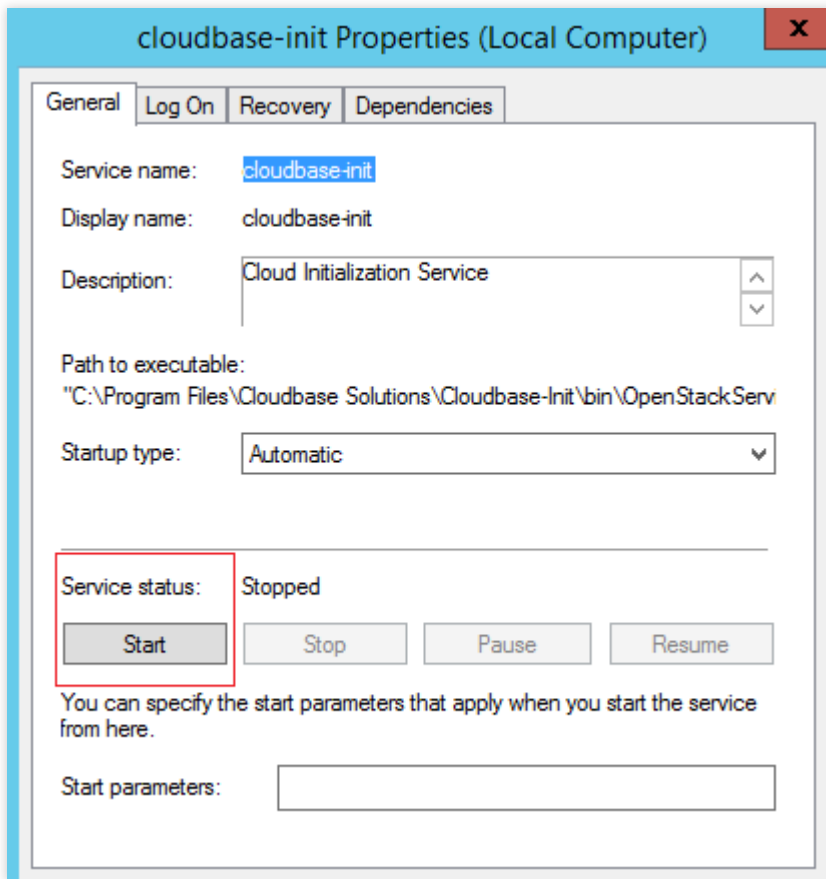 cloudbase-init Properties (Local Computer)
x
General Log On Recovery Dependencies
Service name: cloudbase-init
Display name: cloudbase-init
Description: Cloud Initialization Service
Path to executable:
"C:\Program Files\Cloudbase Solutions\Cloudbase-Init\bin\OpenStackServi
Startup type: Automatic
Service status: Stopped
Start Stop Pause Resume
You can specify the start parameters that apply when you start the service
from here.
Start parameters: